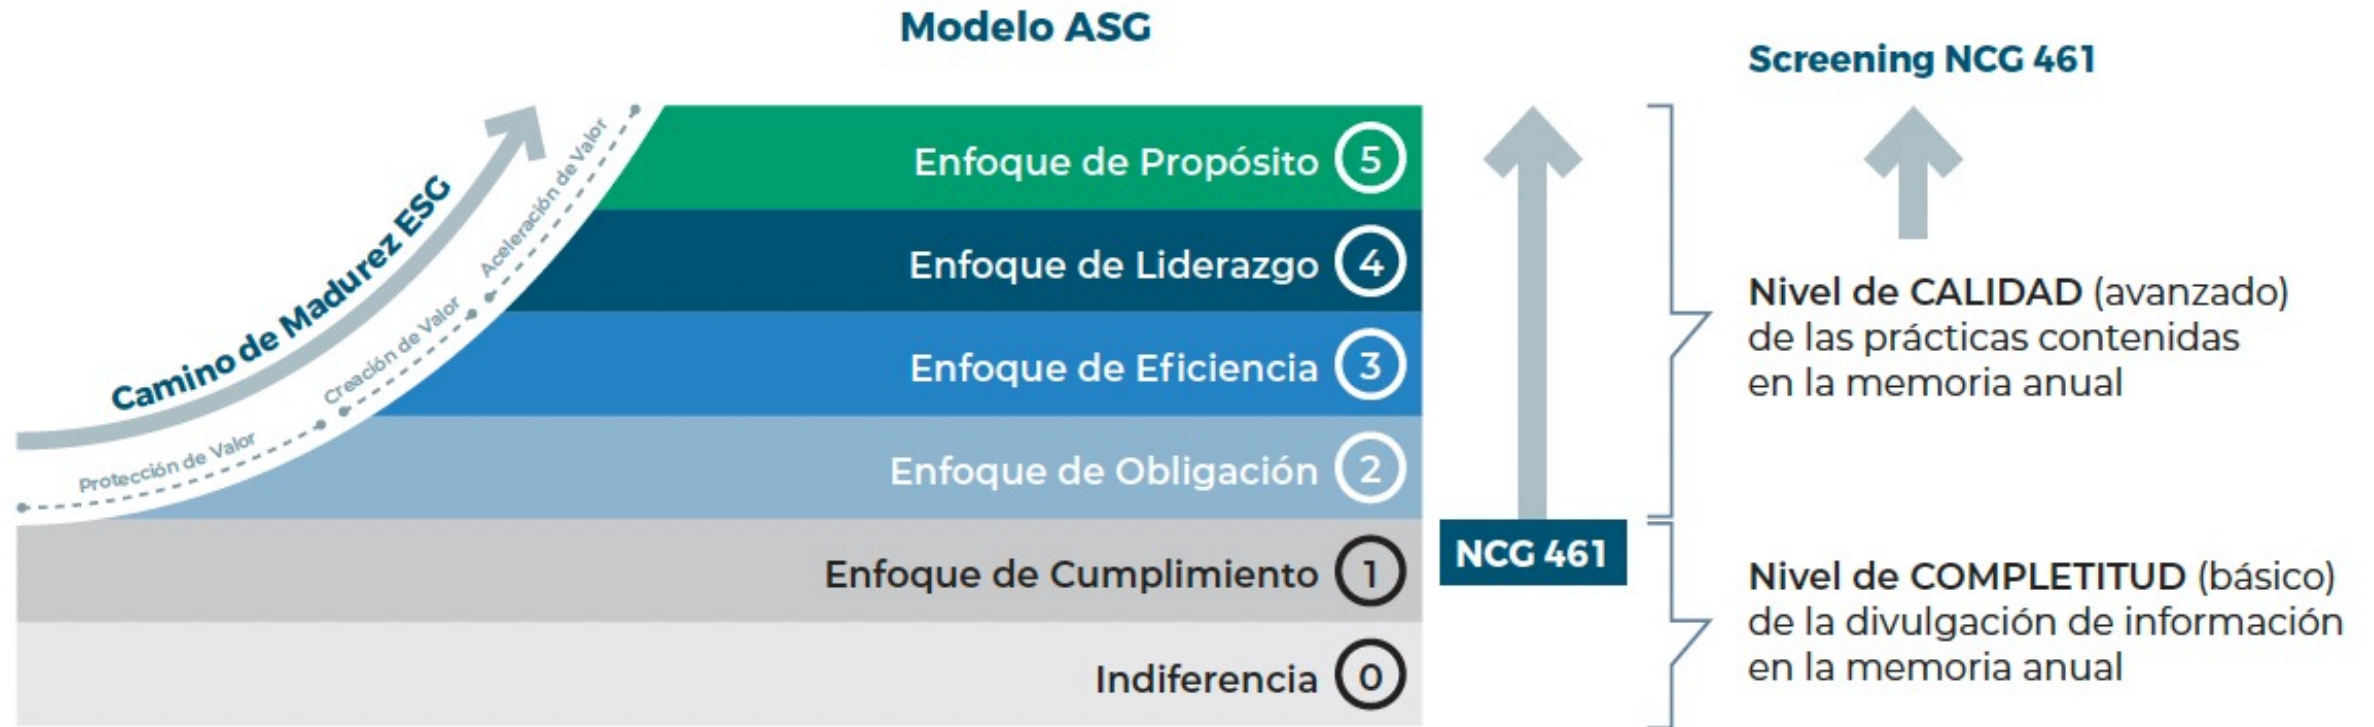 Modelo ASG
Camino de Madurez ESG
Protección de Valor
Creación de Valor
Aceleración de Valor
Enfoque de Propósito 5
Enfoque de Liderazgo 4
Enfoque de Eficiencia 3
Enfoque de Obligación 2
Enfoque de Cumplimiento 1
Indiferencia 0
NCG 461
Screening NCG 461
Nivel de CALIDAD (avanzado)
de las prácticas contenidas
en la memoria anual
Nivel de COMPLETITUD (básico)
de la divulgación de información
en la memoria anual